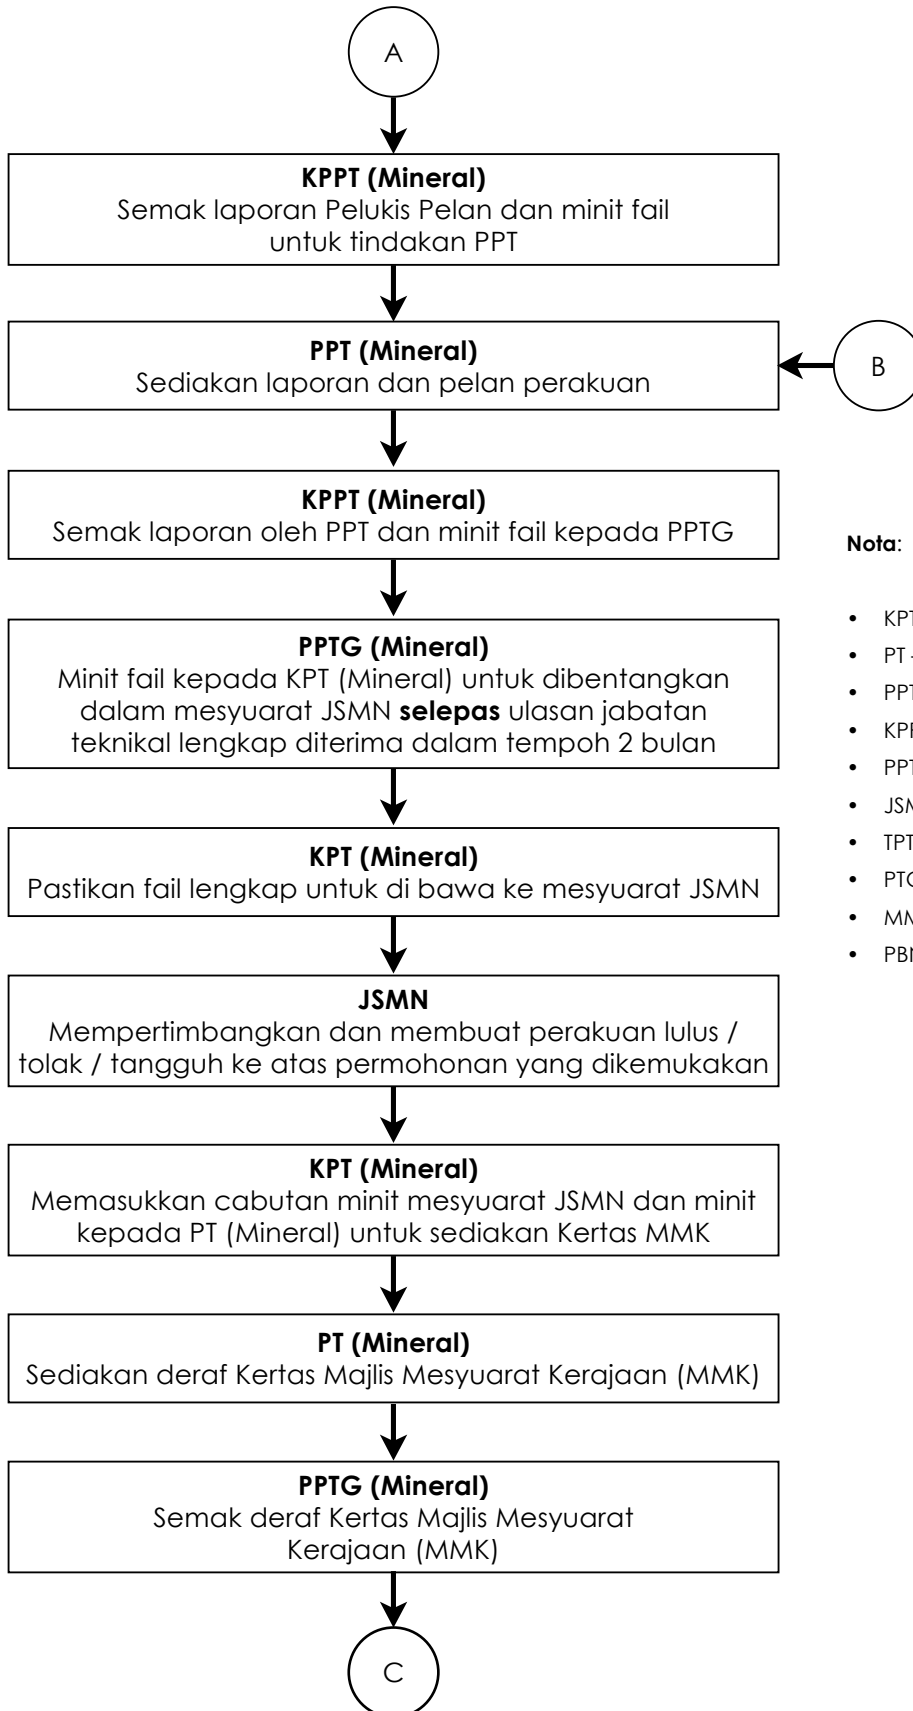 A
KPPT (Mineral)
Semak laporan Pelukis Pelan dan minit fail
untuk tindakan PPT
PPT (Mineral)
Sediakan laporan dan pelan perakuan
B
KPPT (Mineral)
Semak laporan oleh PPT dan minit fail kepada PPTG
PPTG (Mineral)
Minit fail kepada KPT (Mineral) untuk dibentangkan
dalam mesyuarat JSMN selepas ulasan jabatan
teknikal lengkap diterima dalam tempoh 2 bulan
KPT (Mineral)
Pastikan fail lengkap untuk di bawa ke mesyuarat JSMN
JSMN
Mempertimbangkan dan membuat perakuan lulus /
tolak / tangguh ke atas permohonan yang dikemukakan
KPT (Mineral)
Memasukkan cabutan minit mesyuarat JSMN dan minit
kepada PT (Mineral) untuk sediakan Kertas MMK
PT (Mineral)
Sediakan deraf Kertas Majlis Mesyuarat Kerajaan (MMK)
PPTG (Mineral)
Semak deraf Kertas Majlis Mesyuarat
Kerajaan (MMK)
C
Nota:
• PT -